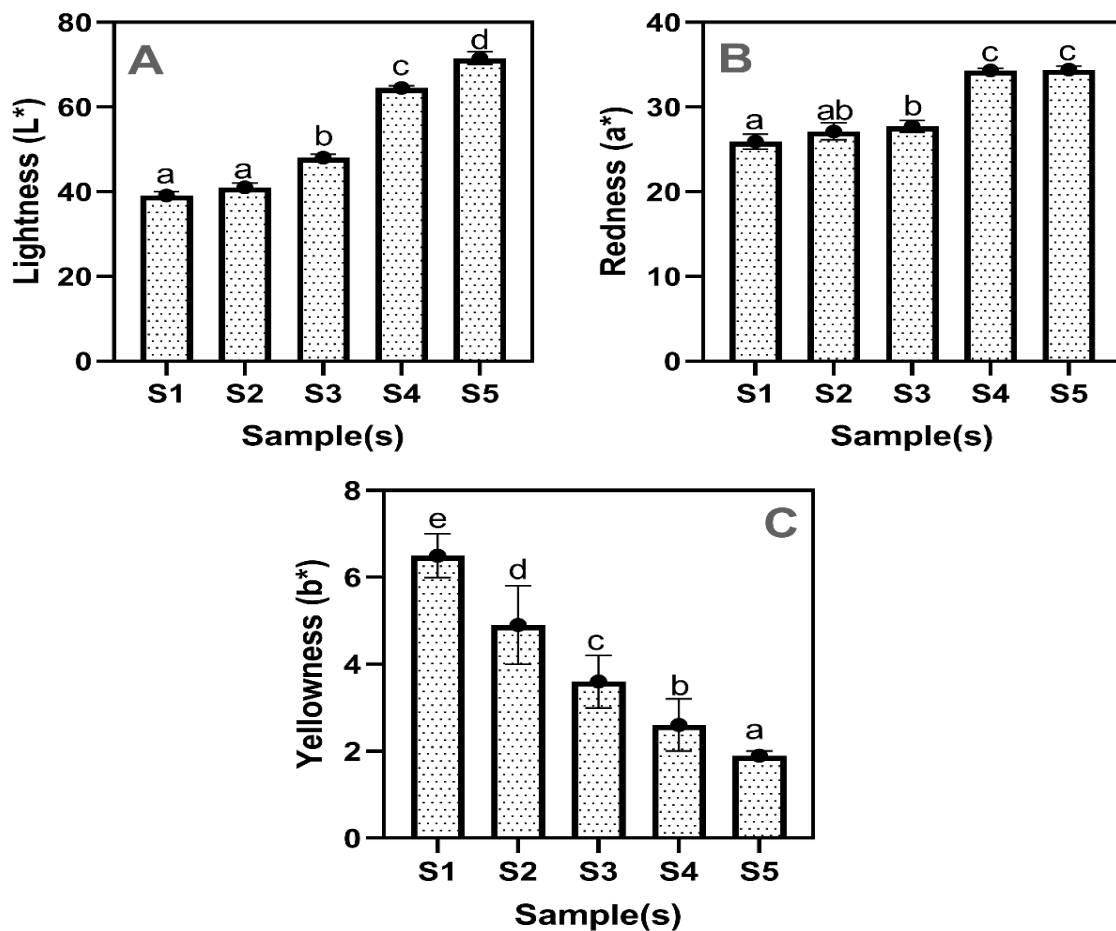 A
Lightness (L*)
80
60
40
20
0
a
a
b
c
d
S1 S2 S3 S4 S5
Sample(s)
B
Redness (a*)
40
30
20
10
0
a
ab
b
c
c
S1 S2 S3 S4 S5
Sample(s)
C
Yellowness (b*)
8
6
4
2
0
e
d
c
b
a
S1 S2 S3 S4 S5
Sample(s)